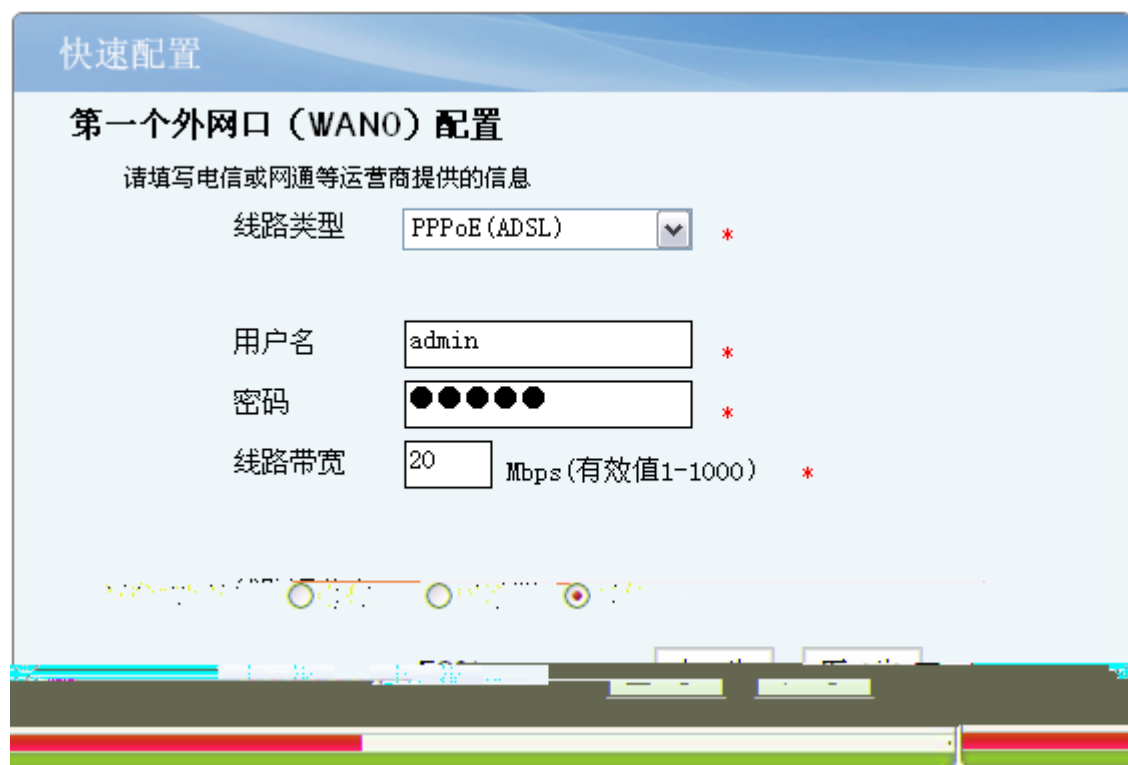 快速配置
第一个外网口（WAN0）配置
请填写电信或网通等运营商提供的信息
线路类型 PPPoE(ADSL) *
用户名 admin *
密码 ●●●●● *
线路带宽 20 Mbps(有效值1-1000) *